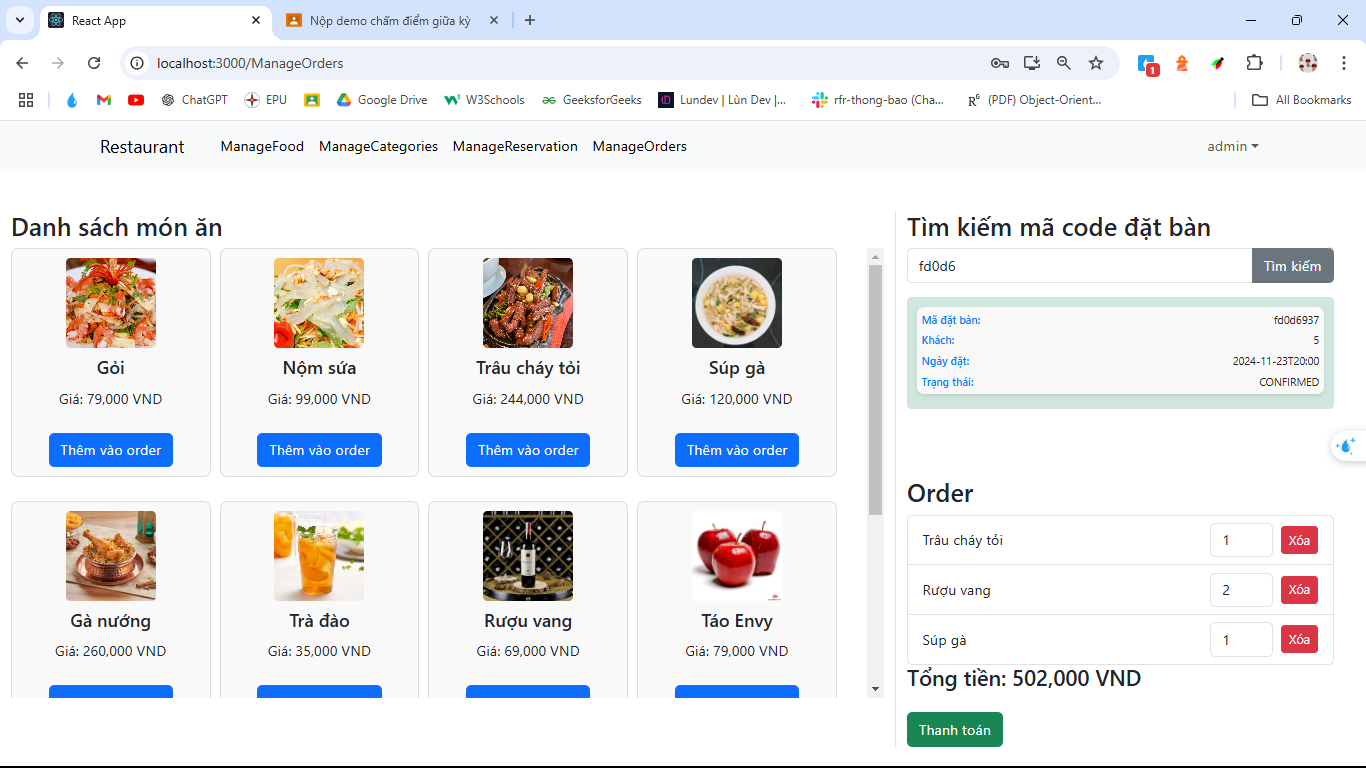 React App
Nộp demo chấm điểm giữa kỳ
localhost:3000/ManageOrders
1
ChatGPT
EPU
Google Drive
W3Schools
GeeksforGeeks
Lundev | Lùn Dev |...
rfr-thong-bao (Cha...
(PDF) Object-Orient...
All Bookmarks
Restaurant
ManageFood
ManageCategories
ManageReservation
ManageOrders
admin
Danh sách món ăn
Gỏi
Giá: 79,000 VND
Thêm vào order
Nộm sứa
Giá: 99,000 VND
Thêm vào order
Trâu cháy tỏi
Giá: 244,000 VND
Thêm vào order
Súp gà
Giá: 120,000 VND
Thêm vào order
Gà nướng
Giá: 260,000 VND
Trà đào
Giá: 35,000 VND
Rượu vang
Giá: 69,000 VND
Táo Envy
Giá: 79,000 VND
Tìm kiếm mã code đặt bàn
fd0d6
Tìm kiếm
Mã đặt bàn: fd0d6937
Khách: 5
Ngày đặt: 2024-11-23T20:00
Trạng thái: CONFIRMED
Order
Trâu cháy tỏi 1 Xóa
Rượu vang 2 Xóa
Súp gà 1 Xóa
Tổng tiền: 502,000 VND
Thanh toán